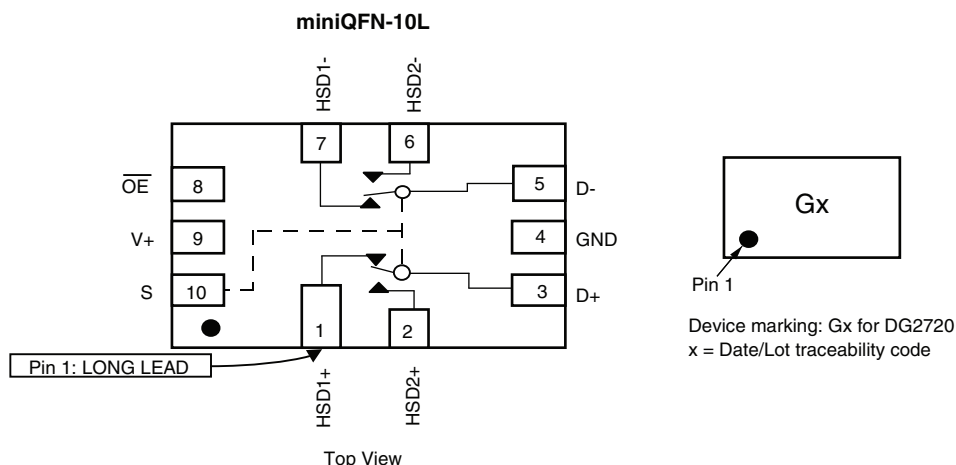 miniQFN-10L
HSD1-
HSD2-
7
6
OE
8
5
D-
V+
9
4
GND
S
10
3
D+
1
2
Pin 1: LONG LEAD
HSD1+
HSD2+
Top View
Gx
Pin 1
Device marking: Gx for DG2720
x = Date/Lot traceability code